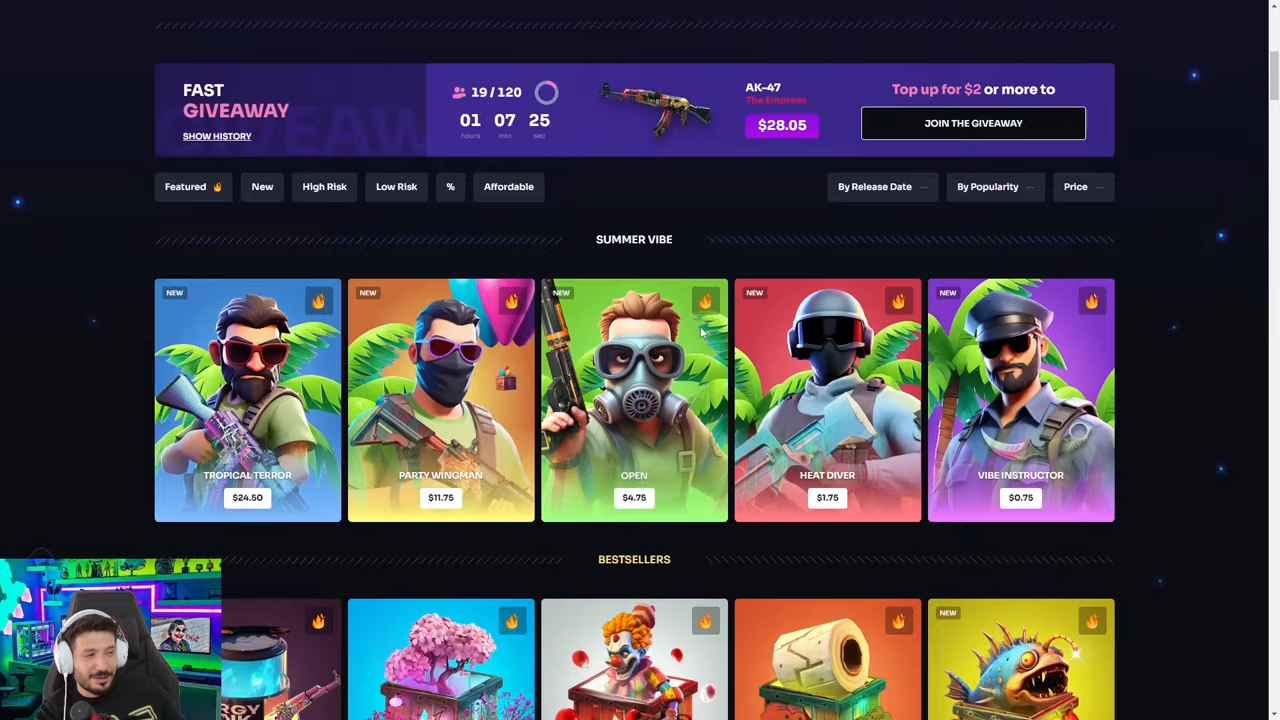 FAST
GIVEAWAY
SHOW HISTORY
19 / 120
01 07 25
hours min sec
AK-47
The Empress
$28.05
Top up for $2 or more to
JOIN THE GIVEAWAY
Featured New High Risk Low Risk % Affordable By Release Date By Popularity Price
SUMMER VIBE
NEW NEW NEW NEW NEW
TROPICAL TERROR PARTY WINGMAN OPEN HEAT DIVER VIBE INSTRUCTOR
$24.50 $11.75 $4.75 $1.75 $0.75
BESTSELLERS
NEW